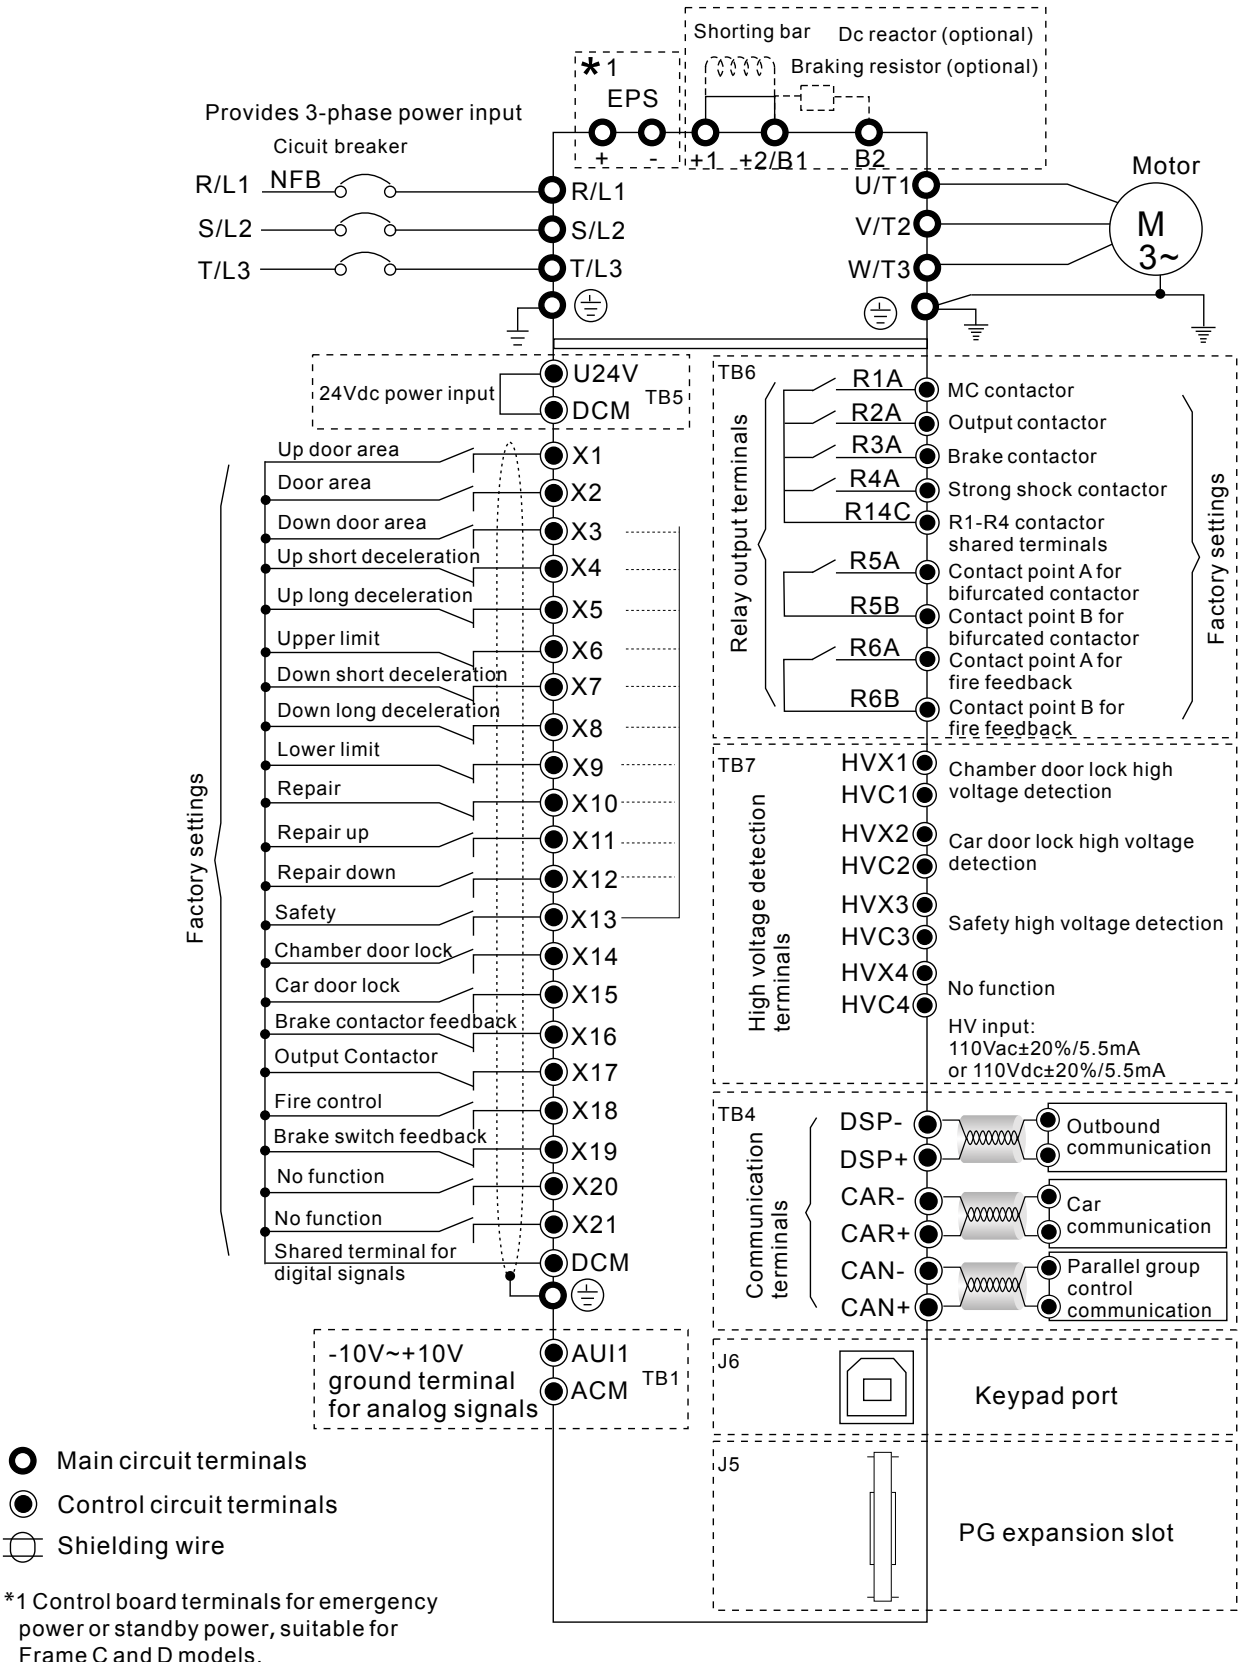 Shorting bar
Dc reactor (optional)
Braking resistor (optional)
*1
EPS
+ -
+1 +2/B1 B2
Provides 3-phase power input
Cicuit breaker
R/L1 NFB
S/L2
T/L3
R/L1
S/L2
T/L3
U/T1
V/T2
W/T3
Motor
M
3~
24Vdc power input
U24V
DCM
TB5
Factory settings
Up door area X1
Door area X2
Down door area X3
Up short deceleration X4
Up long deceleration X5
Upper limit X6
Down short deceleration X7
Down long deceleration X8
Lower limit X9
Repair X10
Repair up X11
Repair down X12
Safety X13
Chamber door lock X14
Car door lock X15
Brake contactor feedback X16
Output Contactor X17
Fire control X18
Brake switch feedback X19
No function X20
No function X21
Shared terminal for
digital signals
DCM
-10V~+10V
ground terminal
for analog signals
AUI1
ACM
TB1
TB6
Relay output terminals
R1A MC contactor
R2A Output contactor
R3A Brake contactor
R4A Strong shock contactor
R14C R1-R4 contactor
shared terminals
R5A Contact point A for
bifurcated contactor
R5B Contact point B for
bifurcated contactor
R6A Contact point A for
fire feedback
R6B Contact point B for
fire feedback
Factory settings
TB7
High voltage detection
terminals
HVX1
HVC1
Chamber door lock high
voltage detection
HVX2
HVC2
Car door lock high voltage
detection
HVX3
HVC3
Safety high voltage detection
HVX4
HVC4
No function
HV input:
110Vac±20%/5.5mA
or 110Vdc±20%/5.5mA
TB4
Communication
terminals
DSP-
DSP+
Outbound
communication
CAR-
CAR+
Car
communication
CAN-
CAN+
Parallel group
control
communication
J6
Keypad port
J5
PG expansion slot
Main circuit terminals
Control circuit terminals
Shielding wire
*1 Control board terminals for emergency
power or standby power, suitable for
Frame C and D models.